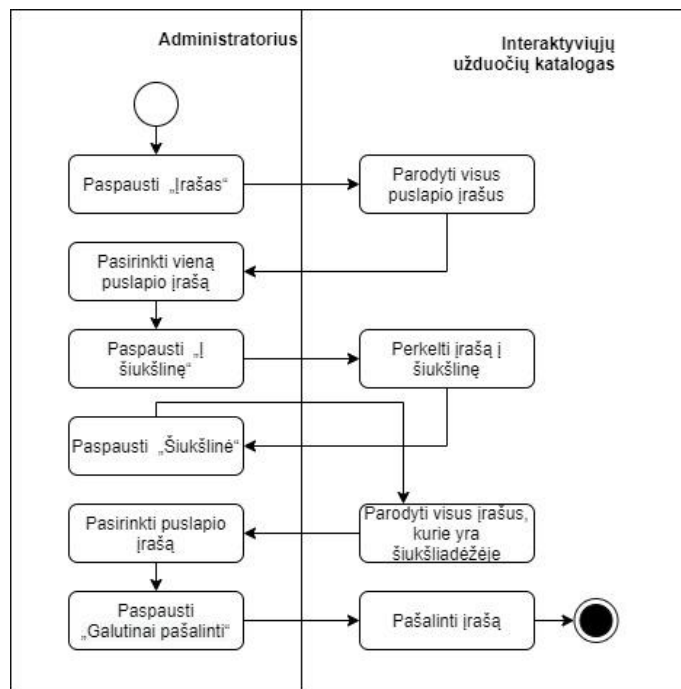 Administratorius
Interaktyviųjų
užduočių katalogas
Paspausti „Įrašas“
Parodyti visus
puslapio įrašus
Pasirinkti vieną
puslapio įrašą
Paspausti „Į
šiukšlinę“
Perkelti įrašą į
šiukšlinę
Paspausti „Šiukšlinė“
Parodyti visus įrašus,
kurie yra
šiukšliadėžėje
Pasirinkti puslapio
įrašą
Paspausti
„Galutinai pašalinti“
Pašalinti įrašą